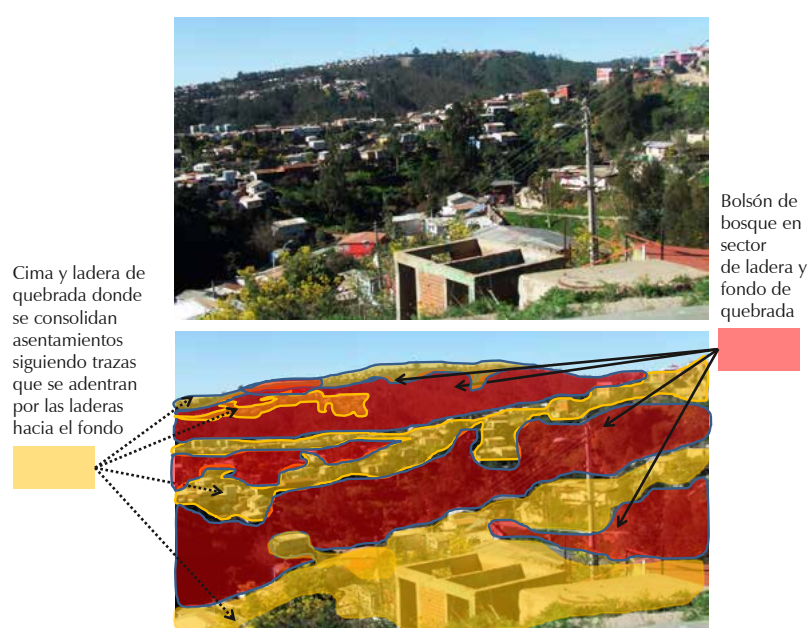 Cima y ladera de
quebrada donde
se consolidan
asentamientos
siguiendo trazas
que se adentran
por las laderas
hacia el fondo
Bolsón de
bosque en
sector
de ladera y
fondo de
quebrada